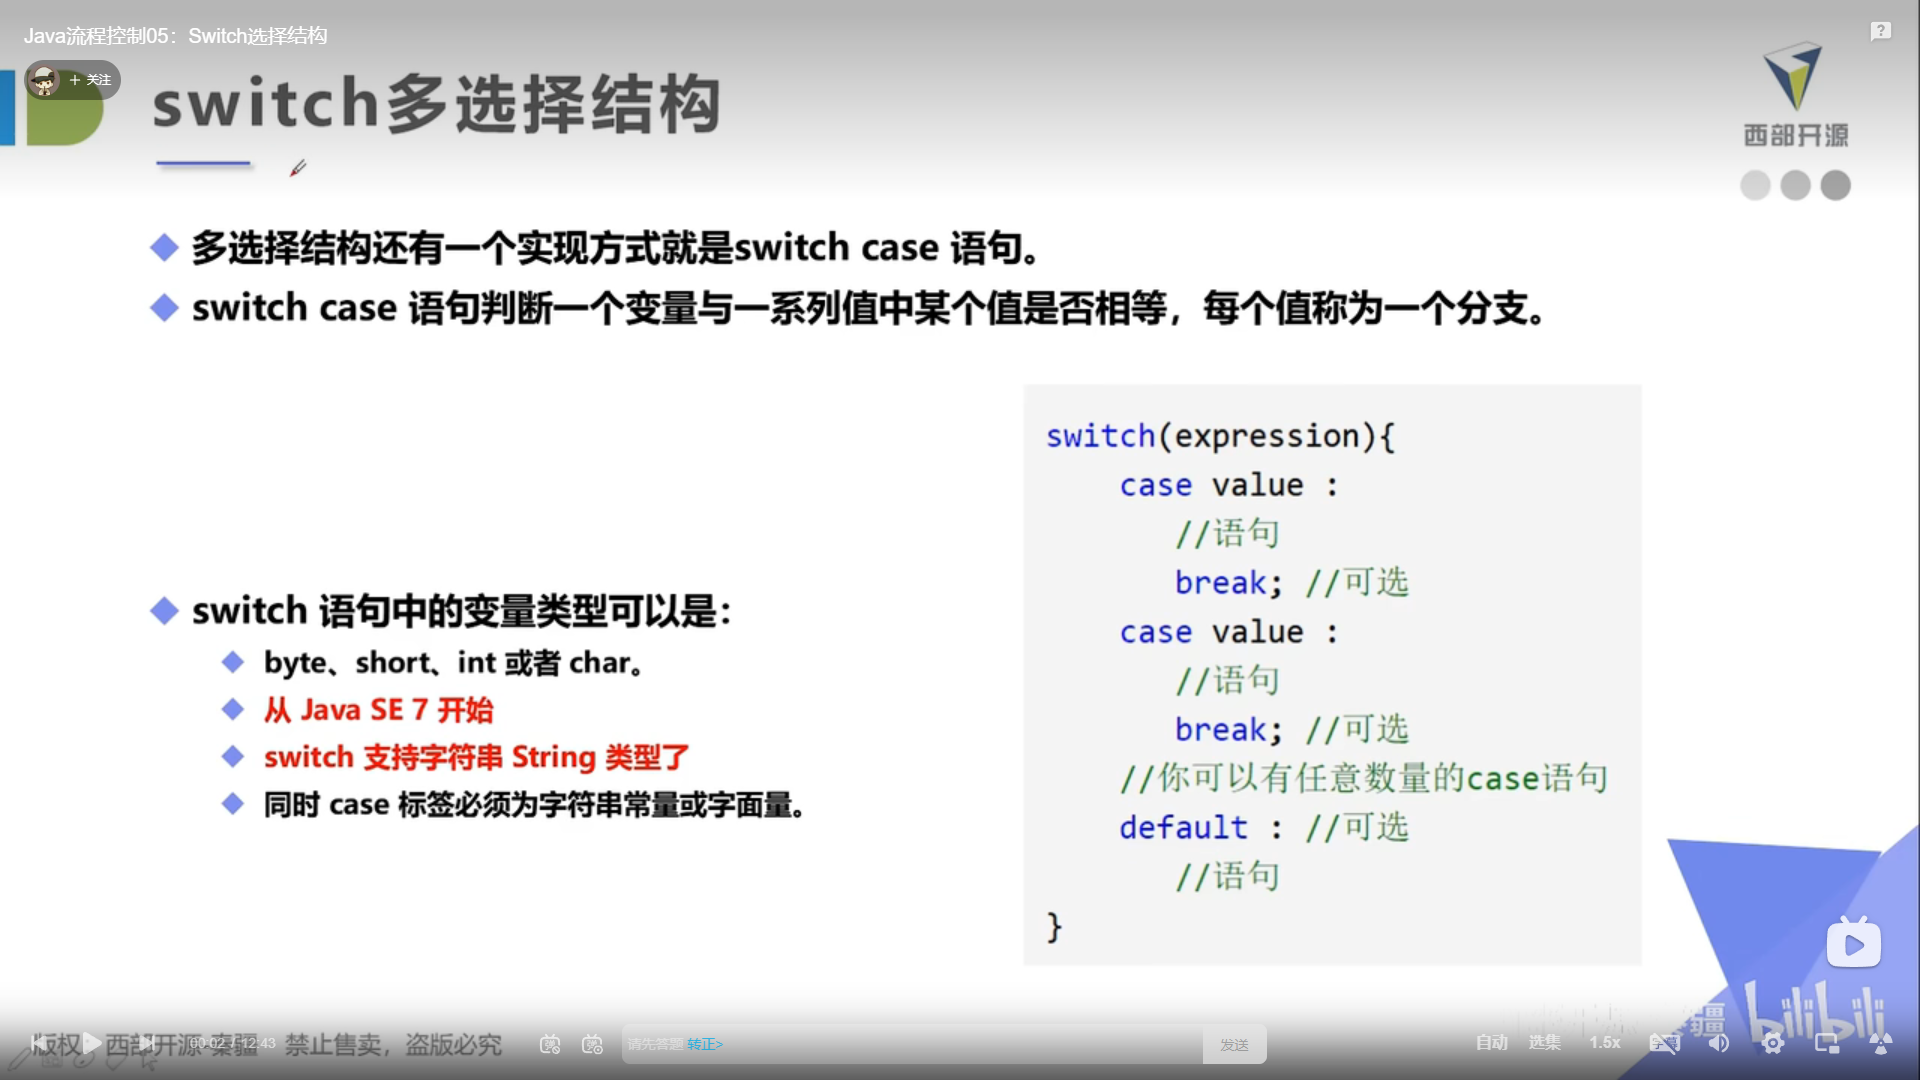 Java流程控制05：Switch选择结构
+ 关注
switch多选择结构
西部开源
多选择结构还有一个实现方式就是switch case 语句。
switch case 语句判断一个变量与一系列值中某个值是否相等，每个值称为一个分支。
switch 语句中的变量类型可以是：
byte、short、int 或者 char。
从 Java SE 7 开始
switch 支持字符串 String 类型了
同时 case 标签必须为字符串常量或字面量。
switch(expression){
case value :
//语句
break; //可选
case value :
//语句
break; //可选
//你可以有任意数量的case语句
default : //可选
//语句
}
bilibili
版权 西部开源-秦疆 禁止售卖，盗版必究
00:02 / 12:43
请先答题 转正>
发送
自动
选集
1.5x
字幕